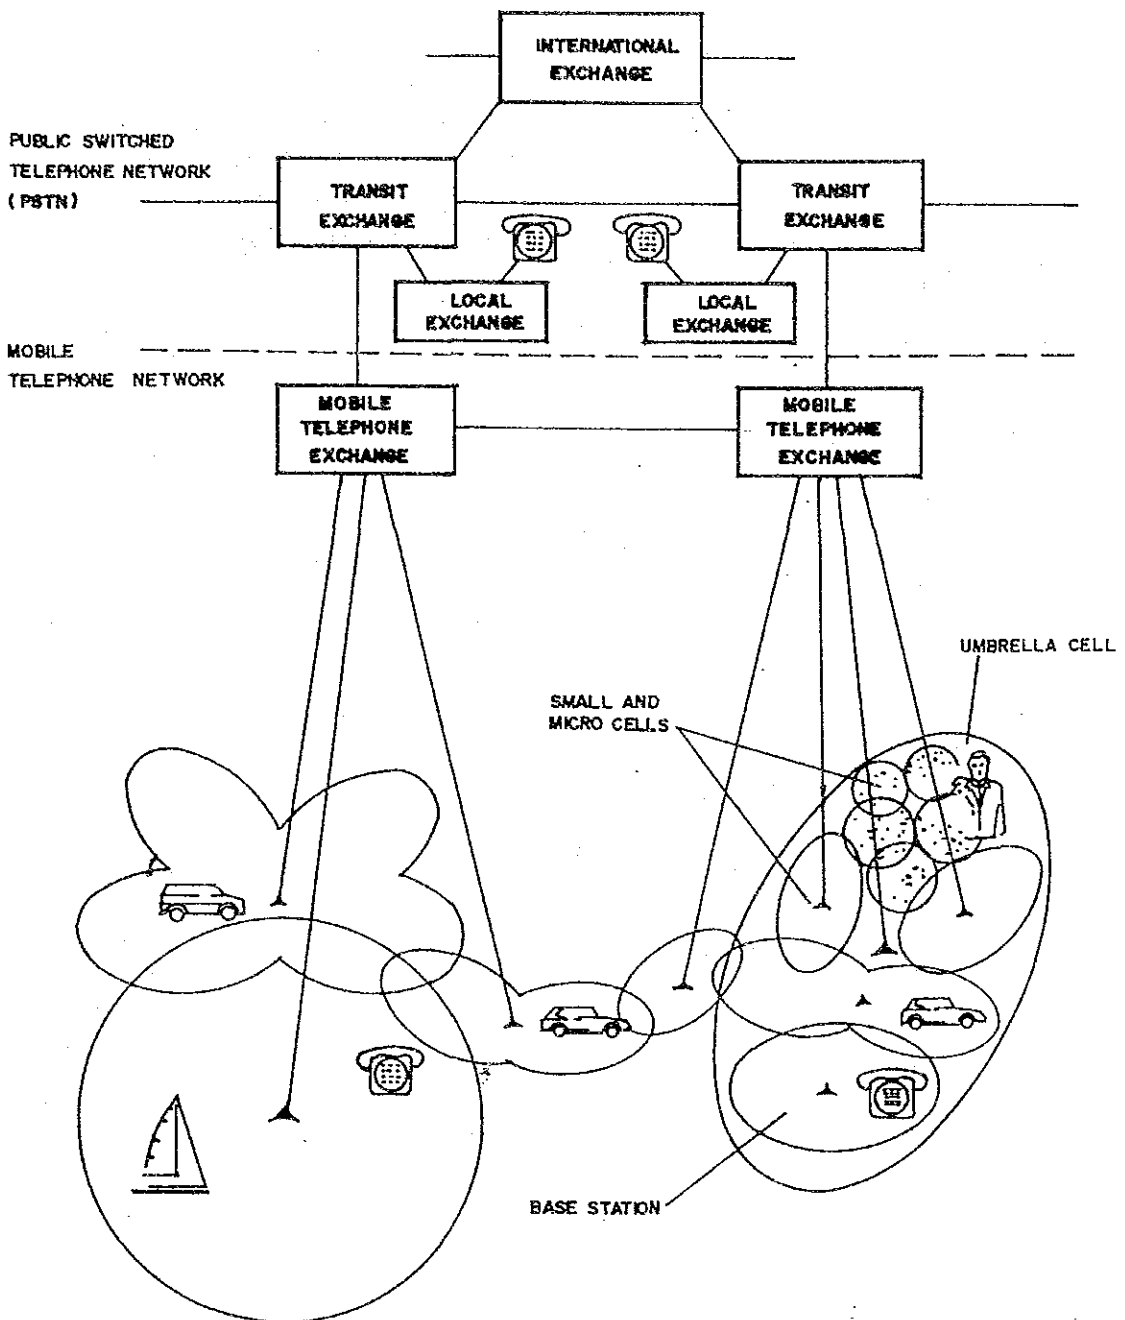 INTERNATIONAL
EXCHANGE
PUBLIC SWITCHED
TELEPHONE NETWORK
(PSTN)
TRANSIT
EXCHANGE
TRANSIT
EXCHANGE
LOCAL
EXCHANGE
LOCAL
EXCHANGE
MOBILE
TELEPHONE NETWORK
MOBILE
TELEPHONE
EXCHANGE
MOBILE
TELEPHONE
EXCHANGE
UMBRELLA CELL
SMALL AND
MICRO CELLS
BASE STATION